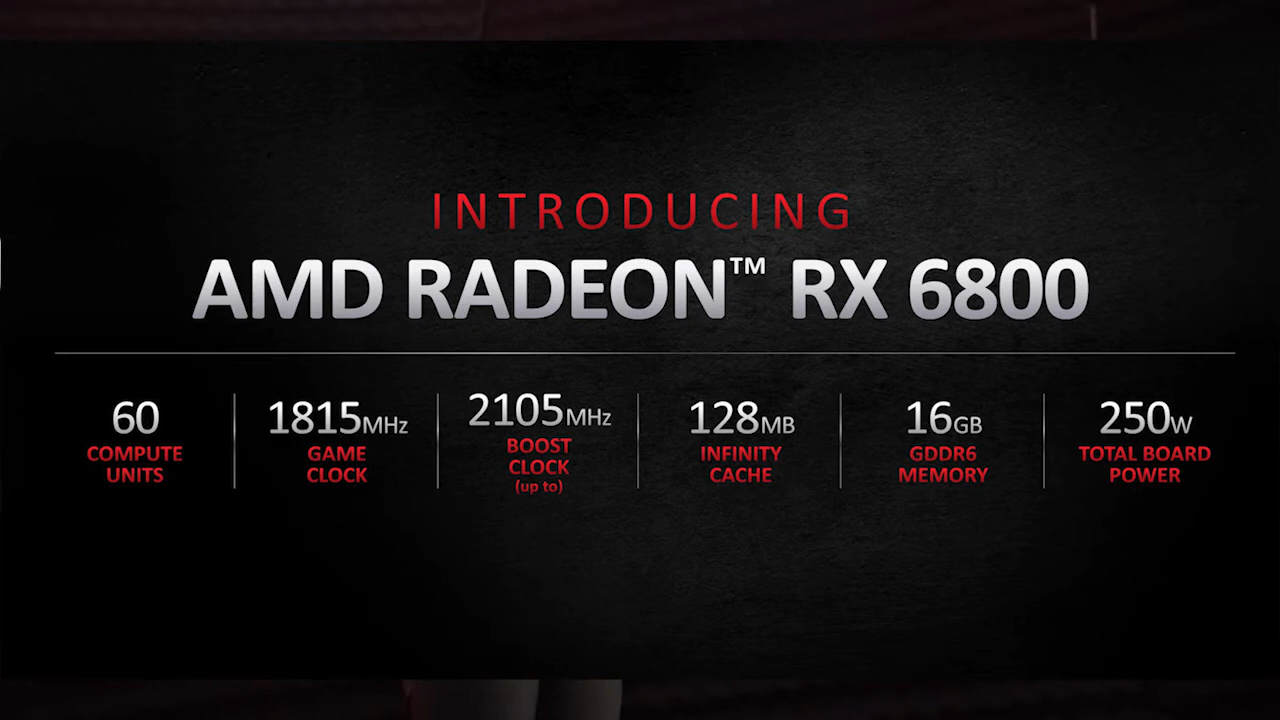 INTRODUCING
AMD RADEON™ RX 6800
60
COMPUTE
UNITS
1815MHz
GAME
CLOCK
2105MHz
BOOST
CLOCK
(up to)
128MB
INFINITY
CACHE
16GB
GDDR6
MEMORY
250W
TOTAL BOARD
POWER